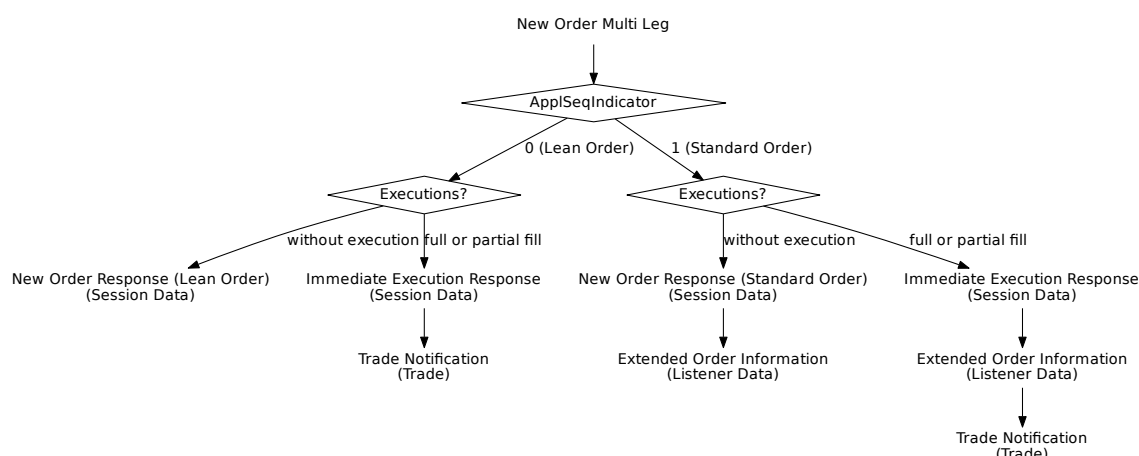 New Order Multi Leg
ApplSeqIndicator
0 (Lean Order)
1 (Standard Order)
Executions?
Executions?
without execution
full or partial fill
without execution
full or partial fill
New Order Response (Lean Order)
(Session Data)
Immediate Execution Response
(Session Data)
New Order Response (Standard Order)
(Session Data)
Immediate Execution Response
(Session Data)
Trade Notification
(Trade)
Extended Order Information
(Listener Data)
Extended Order Information
(Listener Data)
Trade Notification
(Trade)